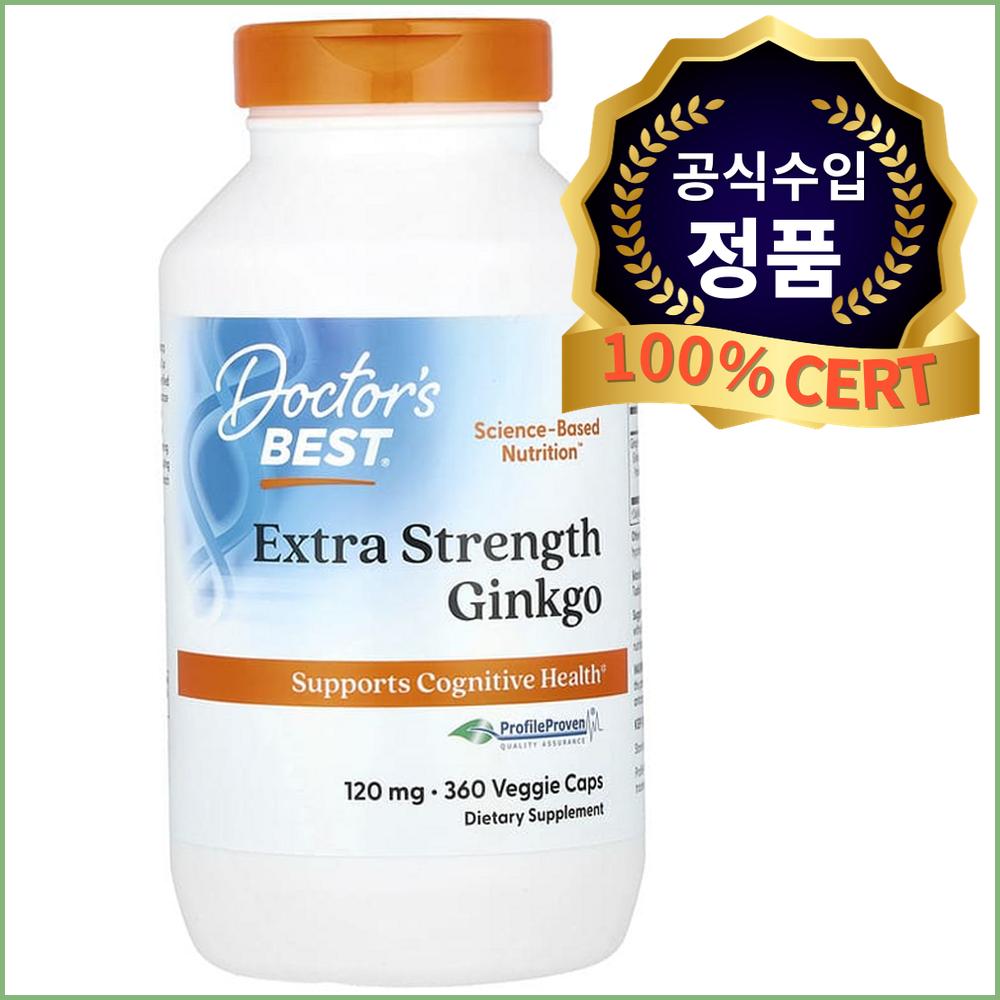 공식수입
정품
100% CERT
Doctor's
BEST®
Science-Based
Nutrition™
Extra Strength
Ginkgo
Supports Cognitive Health*
ProfileProven
QUALITY ASSURANCE
120 mg • 360 Veggie Caps
Dietary Supplement